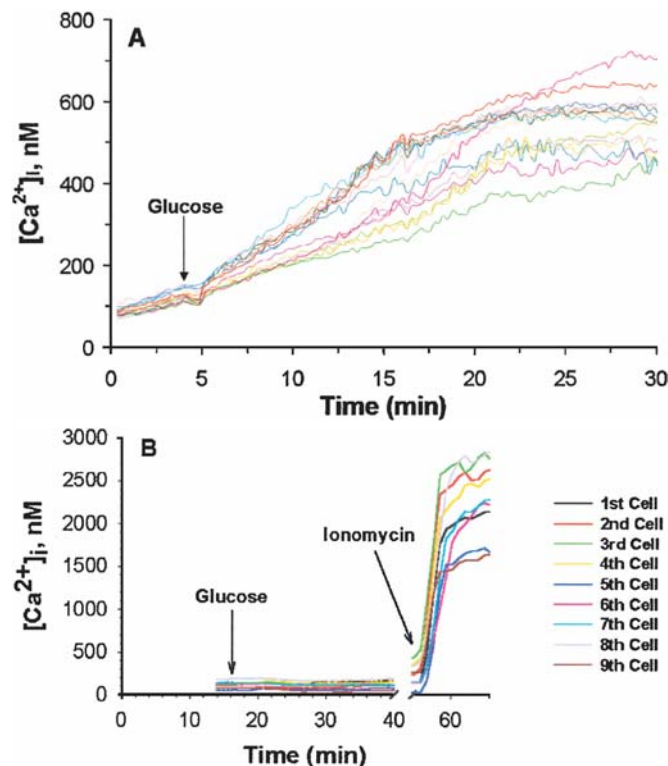 A
800
600
400
200
0
[Ca2+]i, nM
Glucose
0 5 10 15 20 25 30
Time (min)
B
3000
2500
2000
1500
1000
500
0
[Ca2+]i, nM
Glucose
Ionomycin
0 10 20 30 40 60
Time (min)
1st Cell
2nd Cell
3rd Cell
4th Cell
5th Cell
6th Cell
7th Cell
8th Cell
9th Cell